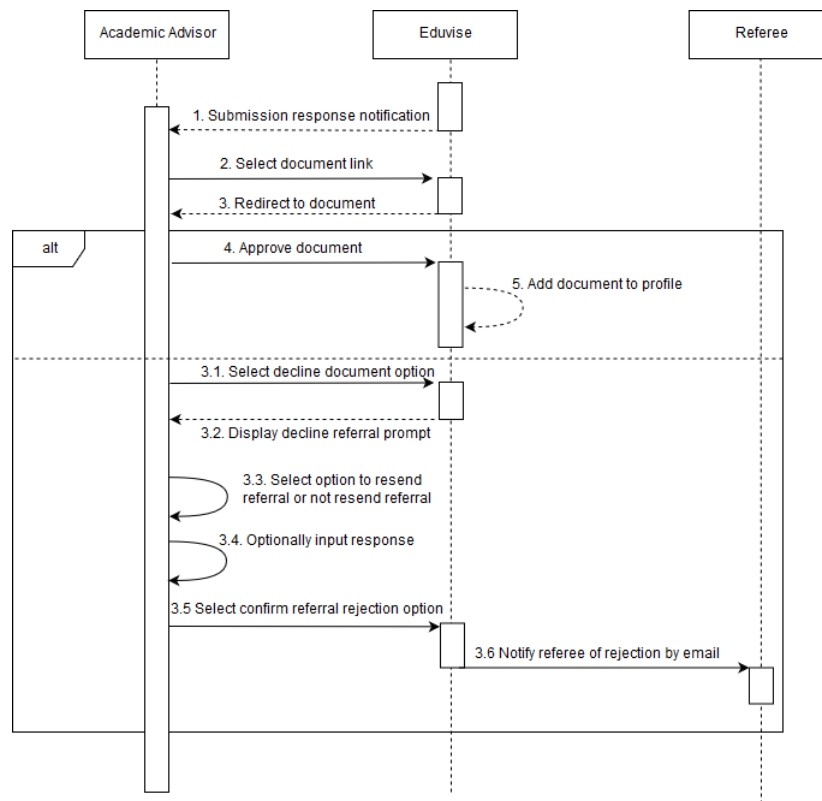 Academic Advisor
Eduvise
Referee
1. Submission response notification
2. Select document link
3. Redirect to document
alt
4. Approve document
5. Add document to profile
3.1. Select decline document option
3.2. Display decline referral prompt
3.3. Select option to resend
referral or not resend referral
3.4. Optionally input response
3.5 Select confirm referral rejection option
3.6 Notify referee of rejection by email